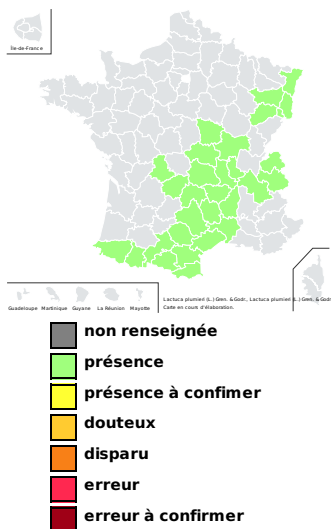 Île-de-France
Guadeloupe Martinique Guyane La Réunion Mayotte
Lactuca plumieri (L.) Gren. & Godr., Lactuca plumieri (L.) Gren. & Godr
Carte en cours d'élaboration.
non renseignée
présence
présence à confimer
douteux
disparu
erreur
erreur à confirmer